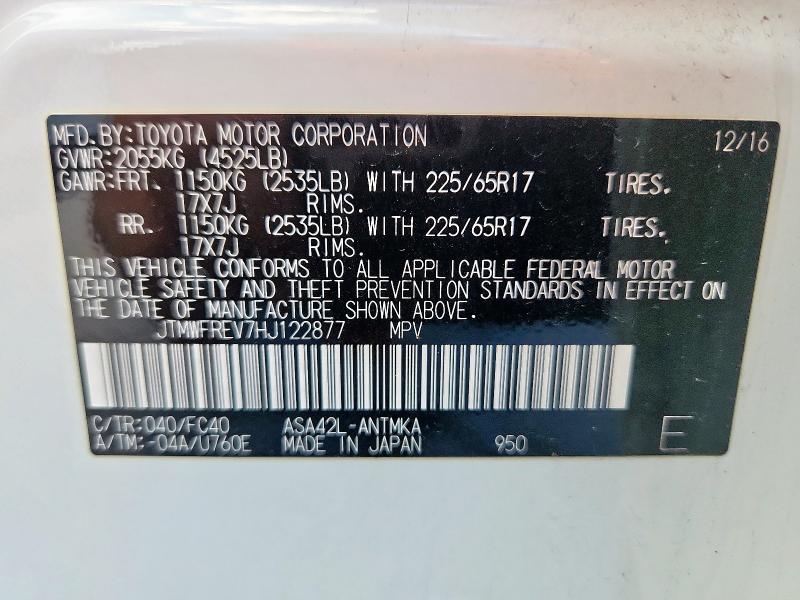 MFD. BY: TOYOTA MOTOR CORPORATION 12/16
GVWR: 2055KG (4525LB)
GAWR: FRT. 1150KG (2535LB) WITH 225/65R17 TIRES.
17X7J RIMS.
RR. 1150KG (2535LB) WITH 225/65R17 TIRES.
17X7J RIMS.
THIS VEHICLE CONFORMS TO ALL APPLICABLE FEDERAL MOTOR
VEHICLE SAFETY AND THEFT PREVENTION STANDARDS IN EFFECT ON
THE DATE OF MANUFACTURE SHOWN ABOVE.
JTMWFREV7HJ122877 MPV
C/TR: 040/FC40 ASA42L-ANTMKA
A/TM: -04A/U760E MADE IN JAPAN 950 E